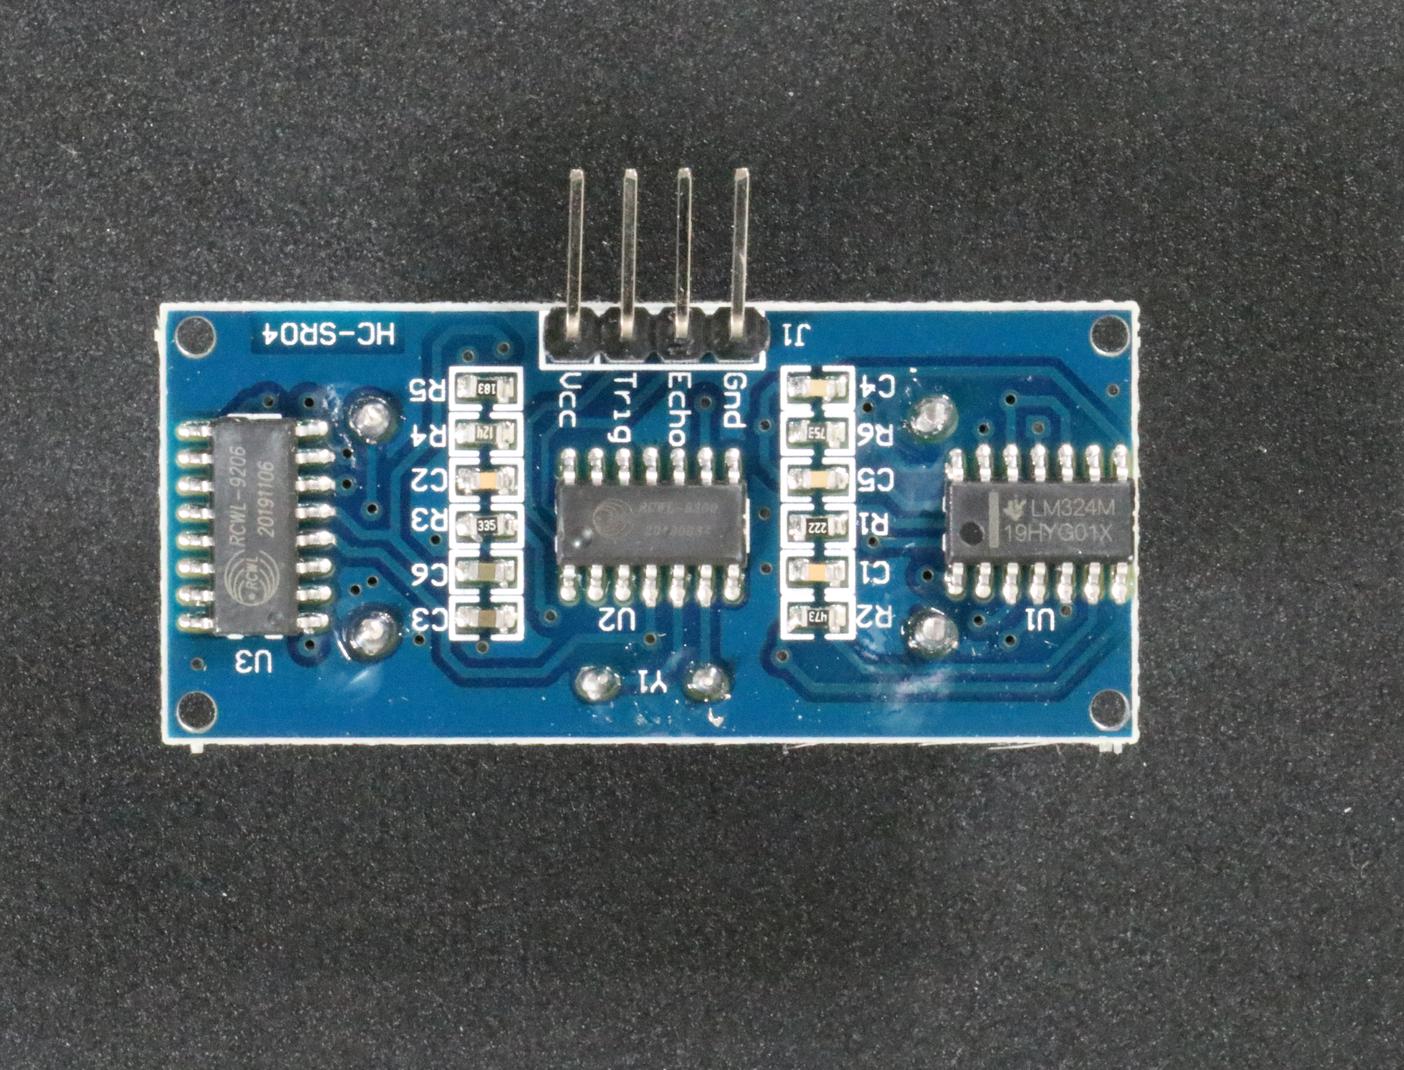 HC-SR04
J1
Vcc
Trig
Echo
Gnd
R5
183
R4
124
C2
R3
335
C6
C3
C4
R6
753
C5
R1
222
C1
R2
473
RCWL-9206
20191106
RCWL
U3
U2
Y1
LM324M
19HYG01X
U1